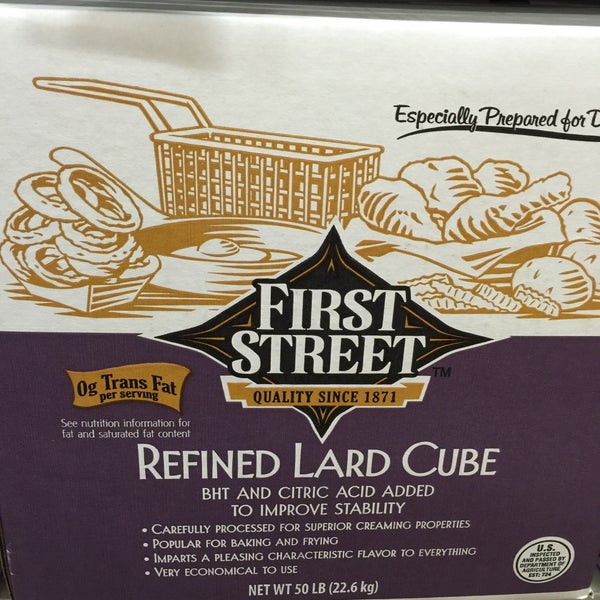 Especially Prepared for D
FIRST
STREET
TM
QUALITY SINCE 1871
0g Trans Fat
per serving
See nutrition information for
fat and saturated fat content
REFINED LARD CUBE
BHT AND CITRIC ACID ADDED
TO IMPROVE STABILITY
• CAREFULLY PROCESSED FOR SUPERIOR CREAMING PROPERTIES
• POPULAR FOR BAKING AND FRYING
• IMPARTS A PLEASING CHARACTERISTIC FLAVOR TO EVERYTHING
• VERY ECONOMICAL TO USE
NET WT 50 LB (22.6 kg)
U.S.
INSPECTED
AND PASSED BY
DEPARTMENT OF
AGRICULTURE
EST: 724